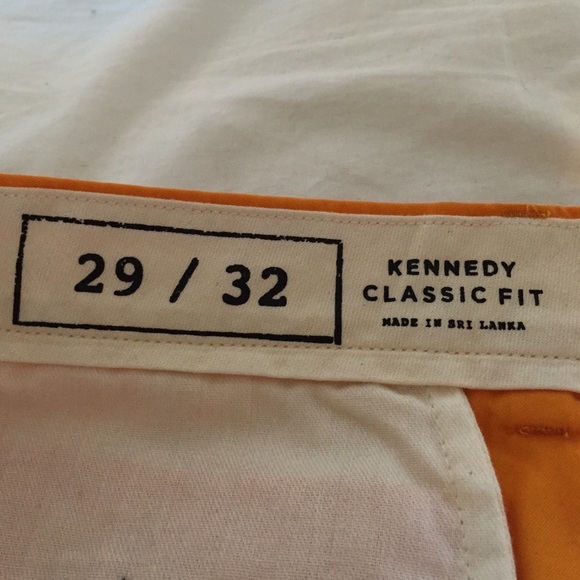 29 / 32
KENNEDY
CLASSIC FIT
MADE IN SRI LANKA